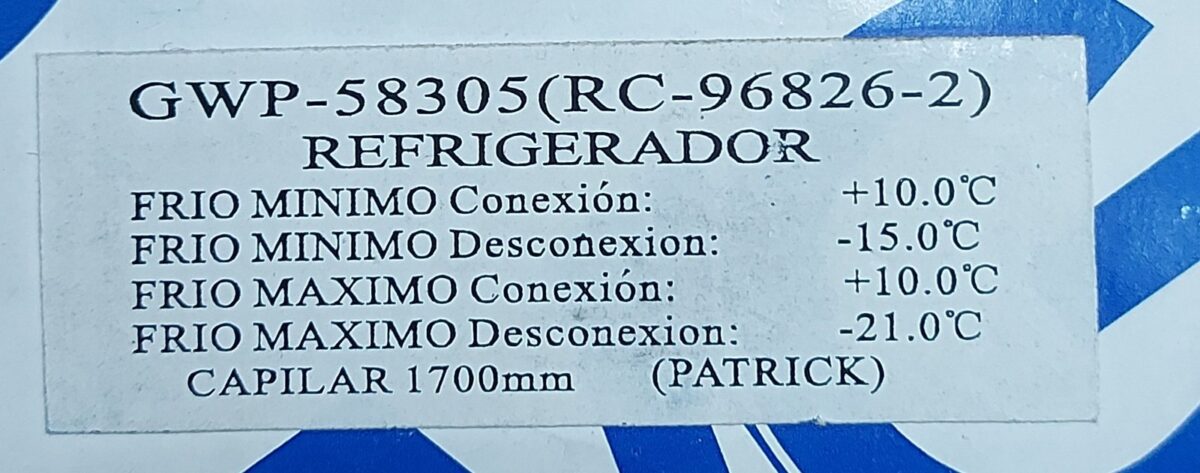 GWP-58305(RC-96826-2)
REFRIGERADOR
FRIO MINIMO Conexión: +10.0℃
FRIO MINIMO Desconexion: -15.0℃
FRIO MAXIMO Conexión: +10.0℃
FRIO MAXIMO Desconexion: -21.0℃
CAPILAR 1700mm (PATRICK)